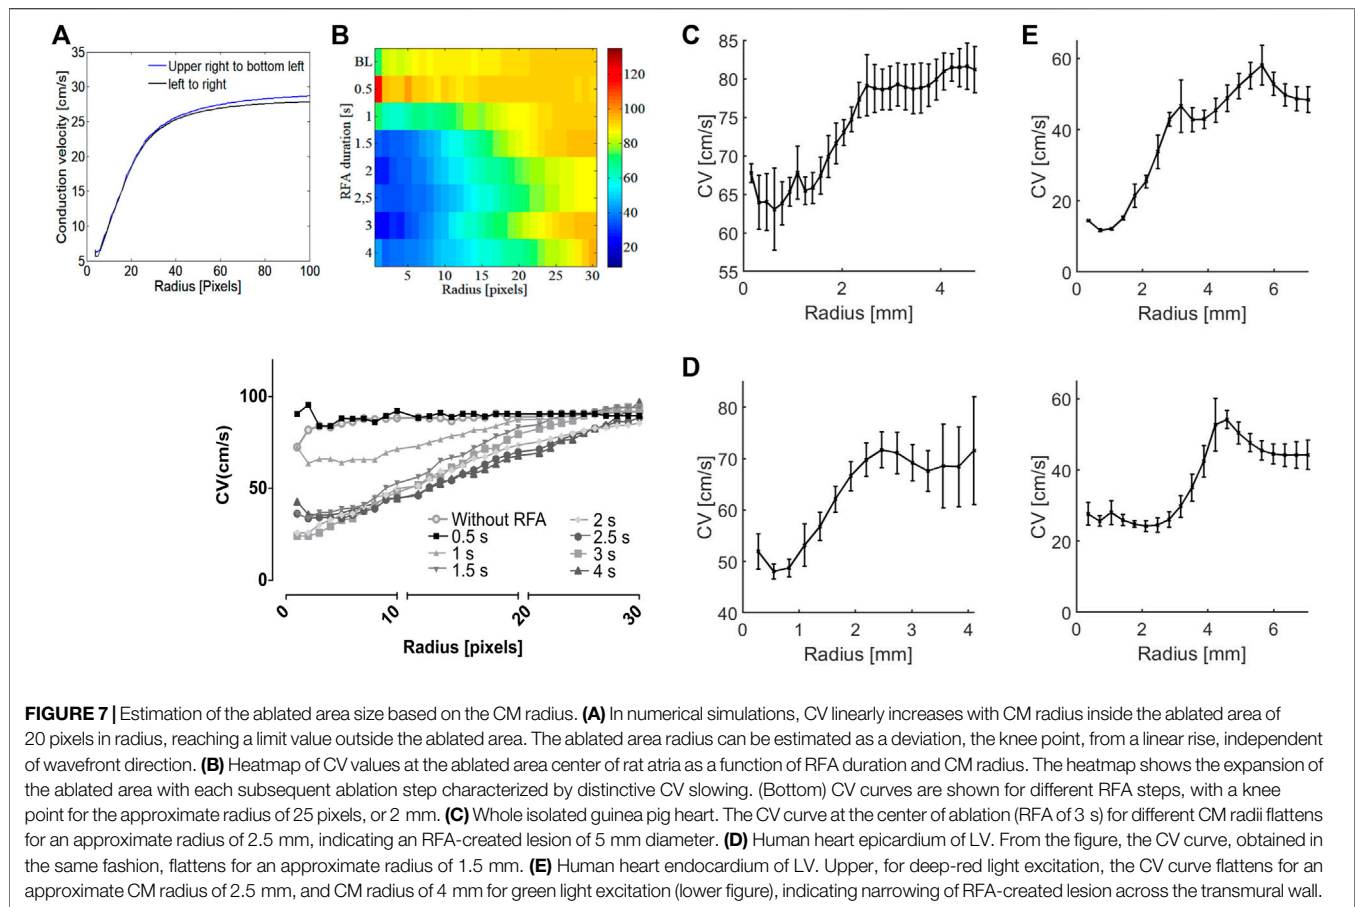 A
35
30
25
20
15
10
5
0
20
40
60
80
100
Conduction velocity [cm/s]
Radius [Pixels]
Upper right to bottom left
left to right
B
BL
0.5
1
1.5
2
2.5
3
4
RFA duration [s]
5
10
15
20
25
30
Radius [pixels]
120
100
80
60
40
20
100
50
0
CV(cm/s)
0
10
20
30
Radius [pixels]
Without RFA
0.5 s
1 s
1.5 s
2 s
2.5 s
3 s
4 s
C
85
80
75
70
65
60
55
CV [cm/s]
0
2
4
Radius [mm]
D
80
70
60
50
40
CV [cm/s]
0
1
2
3
4
Radius [mm]
E
60
40
20
0
CV [cm/s]
0
2
4
6
Radius [mm]
60
40
20
0
CV [cm/s]
0
2
4
6
Radius [mm]
FIGURE 7 | Estimation of the ablated area size based on the CM radius. (A) In numerical simulations, CV linearly increases with CM radius inside the ablated area of
20 pixels in radius, reaching a limit value outside the ablated area. The ablated area radius can be estimated as a deviation, the knee point, from a linear rise, independent
of wavefront direction. (B) Heatmap of CV values at the ablated area center of rat atria as a function of RFA duration and CM radius. The heatmap shows the expansion of
the ablated area with each subsequent ablation step characterized by distinctive CV slowing. (Bottom) CV curves are shown for different RFA steps, with a knee
point for the approximate radius of 25 pixels, or 2 mm. (C) Whole isolated guinea pig heart. The CV curve at the center of ablation (RFA of 3 s) for different CM radii flattens
for an approximate radius of 2.5 mm, indicating an RFA-created lesion of 5 mm diameter. (D) Human heart epicardium of LV. From the figure, the CV curve, obtained in
the same fashion, flattens for an approximate radius of 1.5 mm. (E) Human heart endocardium of LV. Upper, for deep-red light excitation, the CV curve flattens for an
approximate CM radius of 2.5 mm, and CM radius of 4 mm for green light excitation (lower figure), indicating narrowing of RFA-created lesion across the transmural wall.